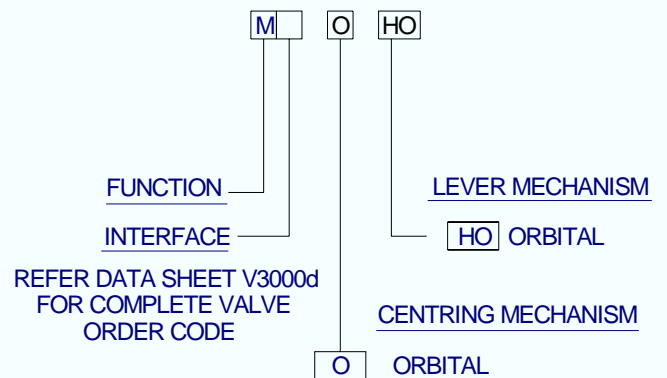 M O HO
FUNCTION
LEVER MECHANISM
INTERFACE
HO ORBITAL
REFER DATA SHEET V3000d
FOR COMPLETE VALVE
ORDER CODE
CENTRING MECHANISM
O ORBITAL